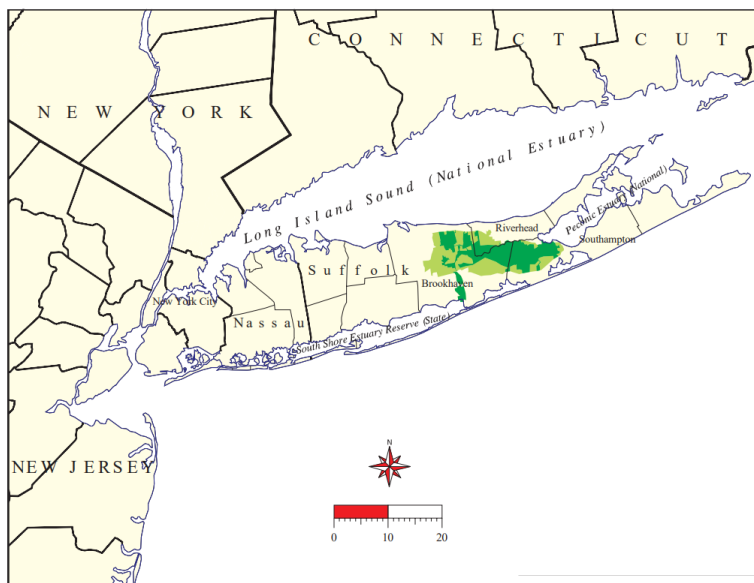 CONNECTICUT
NEW YORK
Long Island Sound (National Estuary)
Peconic Estuary (National)
Riverhead
Southampton
Suffolk
Brookhaven
New York City
Nassau
South Shore Estuary Reserve (State)
N
NEW JERSEY
0 10 20